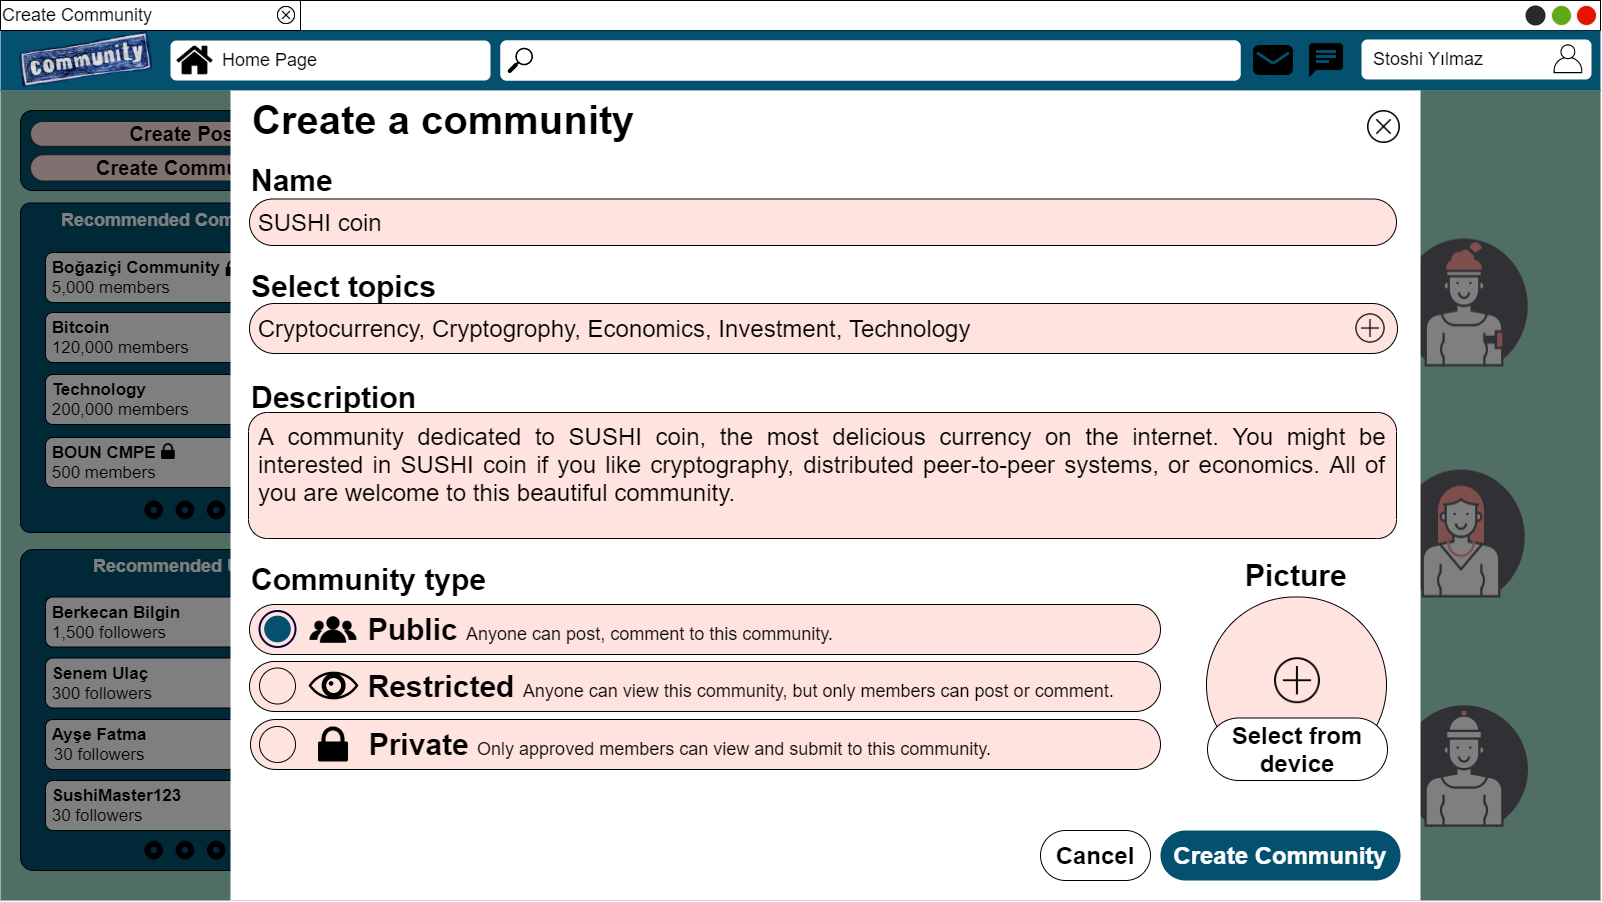 Create Community
community
Home Page
Stoshi Yılmaz
Create Pos
Create Commu
Recommended Com
Boğaziçi Community
5,000 members
Bitcoin
120,000 members
Technology
200,000 members
BOUN CMPE
500 members
Recommended
Berkecan Bilgin
1,500 followers
Senem Ulaç
300 followers
Ayşe Fatma
30 followers
SushiMaster123
30 followers
Create a community
Name
SUSHI coin
Select topics
Cryptocurrency, Cryptogrophy, Economics, Investment, Technology
Description
A community dedicated to SUSHI coin, the most delicious currency on the internet. You might be
interested in SUSHI coin if you like cryptography, distributed peer-to-peer systems, or economics. All of
you are welcome to this beautiful community.
Community type
Public Anyone can post, comment to this community.
Restricted Anyone can view this community, but only members can post or comment.
Private Only approved members can view and submit to this community.
Picture
Select from
device
Cancel
Create Community